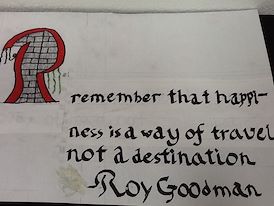 R remember that happi-
ness is a way of travel
not a destination
Roy Goodman